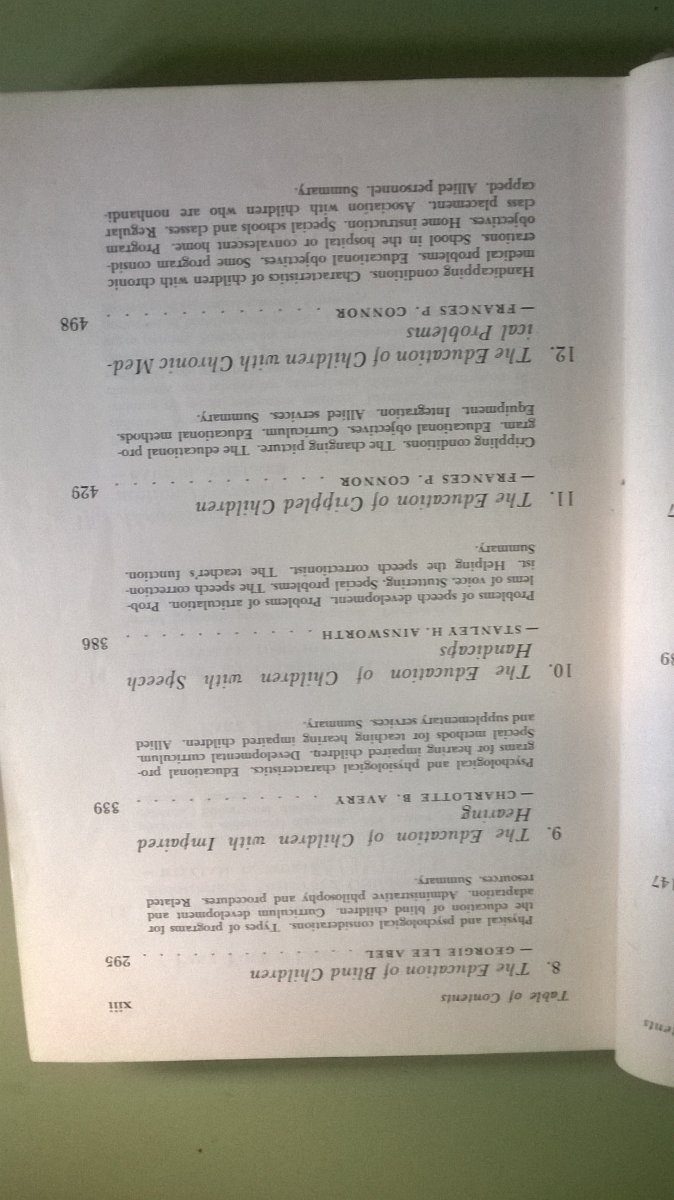 Table of Contents
xiii
8. The Education of Blind Children
— GEORGIE LEE ABEL . . . . . . . . . . . 295
Physical and psychological considerations. Types of programs for
the education of blind children. Curriculum development and
adaptation. Administrative philosophy and procedures. Related
resources. Summary.
9. The Education of Children with Impaired
Hearing
— CHARLOTTE B. AVERY . . . . . . . . . . 339
Psychological and physiological characteristics. Educational pro-
grams for hearing impaired children. Developmental curriculum.
Special methods for teaching hearing impaired children. Allied
and supplementary services. Summary.
10. The Education of Children with Speech
Handicaps
— STANLEY H. AINSWORTH . . . . . . . . . . 386
Problems of speech development. Problems of articulation. Prob-
lems of voice. Stuttering. Special problems. The speech correction-
ist. Helping the speech correctionist. The teacher's function.
Summary.
11. The Education of Crippled Children
— FRANCES P. CONNOR . . . . . . . . . . 429
Crippling conditions. The changing picture. The educational pro-
gram. Educational objectives. Curriculum. Educational methods.
Equipment. Integration. Allied services. Summary.
12. The Education of Children with Chronic Med-
ical Problems
— FRANCES P. CONNOR . . . . . . . . . . 498
Handicapping conditions. Characteristics of children with chronic
medical problems. Educational objectives. Some program consid-
erations. School in the hospital or convalescent home. Program
objectives. Home instruction. Special schools and classes. Regular
class placement. Asociation with children who are nonhandi-
capped. Allied personnel. Summary.